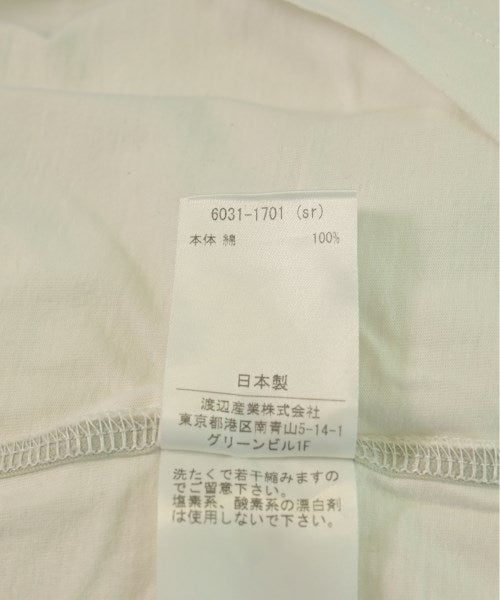 6031-1701 (sr)
本体 綿 100%
日本製
渡辺産業株式会社
東京都港区南青山5-14-1
グリーンビル1F
洗たくで若干縮みますの
でご留意下さい。
塩素系、酸素系の漂白剤
は使用しないで下さい。